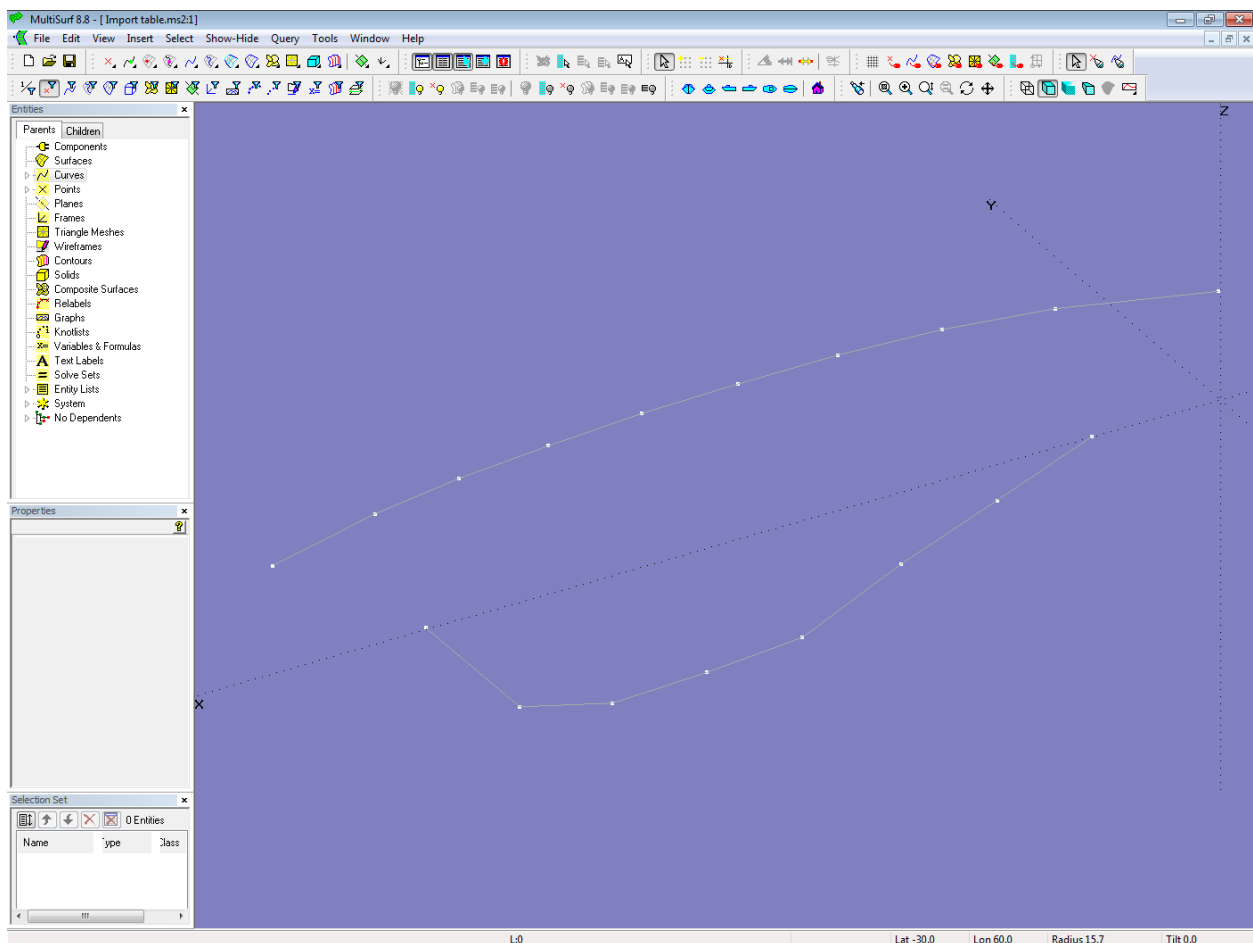 MultiSurf 8.8 - [ Import table.ms2:1]
File Edit View Insert Select Show-Hide Query Tools Window Help
Entities
Parents Children
Components
Surfaces
Curves
Points
Planes
Frames
Triangle Meshes
Wireframes
Contours
Solids
Composite Surfaces
Relabels
Graphs
Knotlists
Variables & Formulas
Text Labels
Solve Sets
Entity Lists
System
No Dependents
Properties
Selection Set
0 Entities
Name Type Class
Z
Y
X
L:0 Lat -30.0 Lon 60.0 Radius 15.7 Tilt 0.0